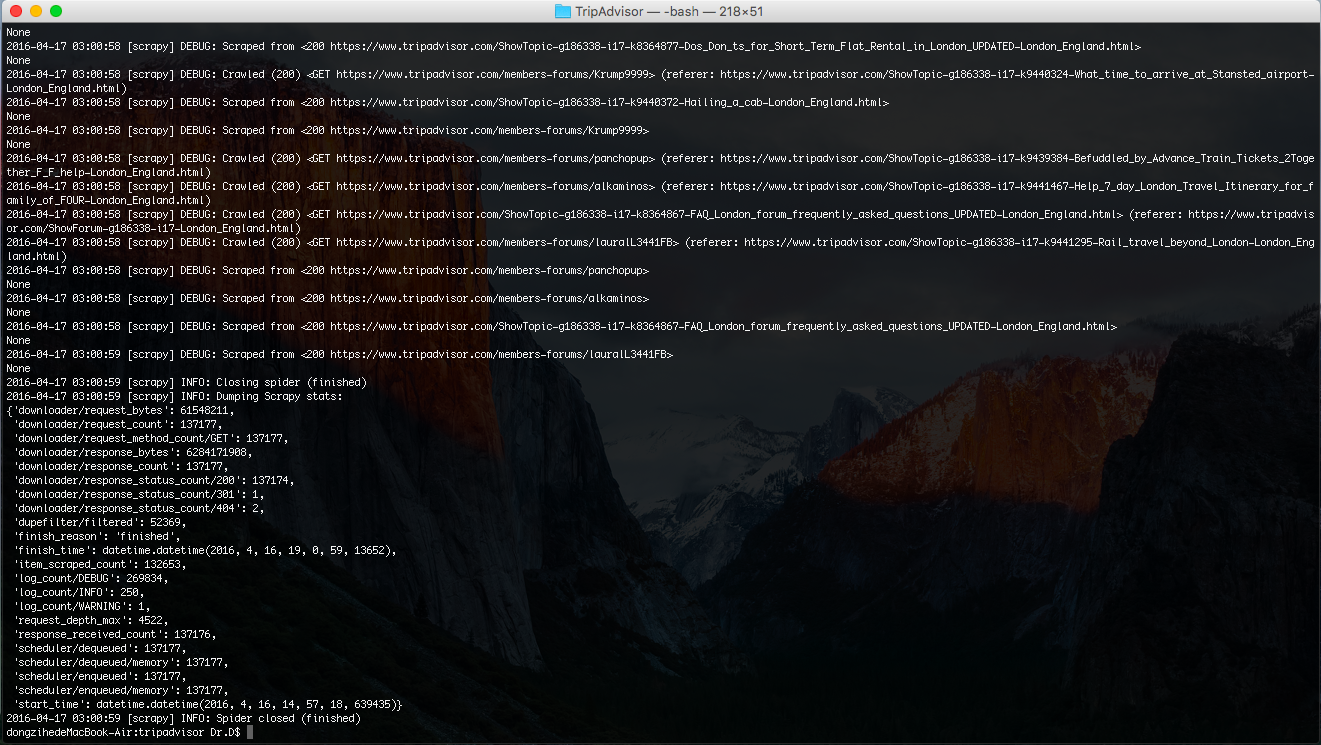 TripAdvisor — -bash — 218×51
None
2016-04-17 03:00:58 [scrapy] DEBUG: Scraped from <200 https://www.tripadvisor.com/ShowTopic-g186338-i17-k8364877-Dos_Don_ts_for_Short_Term_Flat_Rental_in_London_UPDATED-London_England.html>
None
2016-04-17 03:00:58 [scrapy] DEBUG: Crawled (200) <GET https://www.tripadvisor.com/members-forums/Krump9999> (referer: https://www.tripadvisor.com/ShowTopic-g186338-i17-k9440324-What_time_to_arrive_at_Stansted_airport-
London_England.html)
2016-04-17 03:00:58 [scrapy] DEBUG: Scraped from <200 https://www.tripadvisor.com/ShowTopic-g186338-i17-k9440372-Hailing_a_cab-London_England.html>
None
2016-04-17 03:00:58 [scrapy] DEBUG: Scraped from <200 https://www.tripadvisor.com/members-forums/Krump9999>
None
2016-04-17 03:00:58 [scrapy] DEBUG: Crawled (200) <GET https://www.tripadvisor.com/members-forums/panchopup> (referer: https://www.tripadvisor.com/ShowTopic-g186338-i17-k9439384-Befuddled_by_Advance_Train_Tickets_2Toge
ther_F_F_help-London_England.html)
2016-04-17 03:00:58 [scrapy] DEBUG: Crawled (200) <GET https://www.tripadvisor.com/members-forums/alkaminos> (referer: https://www.tripadvisor.com/ShowTopic-g186338-i17-k9441467-Help_7_day_London_Travel_Itinerary_for_f
amily_of_FOUR-London_England.html)
2016-04-17 03:00:58 [scrapy] DEBUG: Crawled (200) <GET https://www.tripadvisor.com/ShowTopic-g186338-i17-k8364867-FAQ_London_forum_frequently_asked_questions_UPDATED-London_England.html> (referer: https://www.tripadvis
or.com/ShowForum-g186338-i17-London_England.html)
2016-04-17 03:00:58 [scrapy] DEBUG: Crawled (200) <GET https://www.tripadvisor.com/members-forums/lauralL3441FB> (referer: https://www.tripadvisor.com/ShowTopic-g186338-i17-k9441295-Rail_travel_beyond_London-London_Eng
land.html)
2016-04-17 03:00:58 [scrapy] DEBUG: Scraped from <200 https://www.tripadvisor.com/members-forums/panchopup>
None
2016-04-17 03:00:58 [scrapy] DEBUG: Scraped from <200 https://www.tripadvisor.com/members-forums/alkaminos>
None
2016-04-17 03:00:58 [scrapy] DEBUG: Scraped from <200 https://www.tripadvisor.com/ShowTopic-g186338-i17-k8364867-FAQ_London_forum_frequently_asked_questions_UPDATED-London_England.html>
None
2016-04-17 03:00:59 [scrapy] DEBUG: Scraped from <200 https://www.tripadvisor.com/members-forums/lauralL3441FB>
None
2016-04-17 03:00:59 [scrapy] INFO: Closing spider (finished)
2016-04-17 03:00:59 [scrapy] INFO: Dumping Scrapy stats:
{'downloader/request_bytes': 61548211,
'downloader/request_count': 137177,
'downloader/request_method_count/GET': 137177,
'downloader/response_bytes': 6284171908,
'downloader/response_count': 137177,
'downloader/response_status_count/200': 137174,
'downloader/response_status_count/301': 1,
'downloader/response_status_count/404': 2,
'dupefilter/filtered': 52369,
'finish_reason': 'finished',
'finish_time': datetime.datetime(2016, 4, 16, 19, 0, 59, 13652),
'item_scraped_count': 132653,
'log_count/DEBUG': 269834,
'log_count/INFO': 250,
'log_count/WARNING': 1,
'request_depth_max': 4522,
'response_received_count': 137176,
'scheduler/dequeued': 137177,
'scheduler/dequeued/memory': 137177,
'scheduler/enqueued': 137177,
'scheduler/enqueued/memory': 137177,
'start_time': datetime.datetime(2016, 4, 16, 14, 57, 18, 639435)}
2016-04-17 03:00:59 [scrapy] INFO: Spider closed (finished)
dongzihedeMacBook-Air:tripadvisor Dr.D$